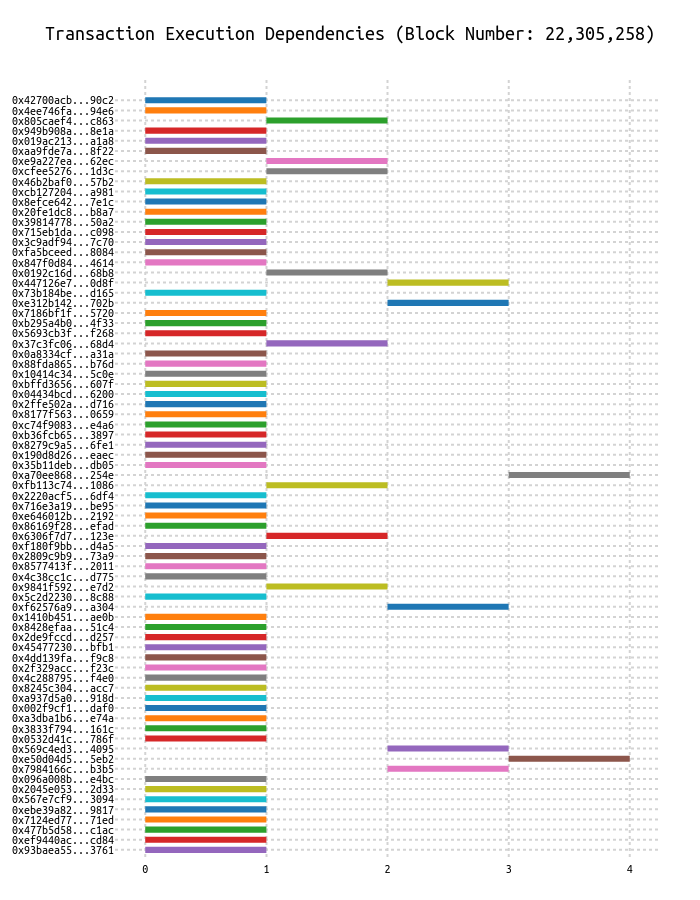 Transaction Execution Dependencies (Block Number: 22,305,258)
0x42700acb...90c2
0x4ee746fa...94e6
0x805caef4...c863
0x949b908a...8e1a
0x019ac213...a1a8
0xaa9fde7a...8f22
0xe9a227ea...62ec
0xcfee5276...1d3c
0x46b2baf0...57b2
0xcb127204...a981
0x8efce642...7e1c
0x20fe1dc8...b8a7
0x39814778...50a2
0x715eb1da...c098
0x3c9adf94...7c70
0xfa5bceed...8084
0x847f0d84...4614
0x0192c16d...68b8
0x447126e7...0d8f
0x73b184be...d165
0xe312b142...702b
0x7186bf1f...5720
0xb295a4b0...4f33
0x5693cb3f...f268
0x37c3fc06...68d4
0x0a8334cf...a31a
0x88fda865...b76d
0x10414c34...5c0e
0xbffd3656...607f
0x04434bcd...6200
0x2ffe502a...d716
0x8177f563...0659
0xc74f9083...e4a6
0xb36fcb65...3897
0x8279c9a5...6fe1
0x190d8d26...eaec
0x35b11deb...db05
0xa70ee868...254e
0xfb113c74...1086
0x2220acf5...6df4
0x716e3a19...be95
0xe646012b...2192
0x86169f28...efad
0x6306f7d7...123e
0xf180f9bb...d4a5
0x2809c9b9...73a9
0x8577413f...2011
0x4c38cc1c...d775
0x9841f592...e7d2
0x5c2d2230...8c88
0xf62576a9...a304
0x1410b451...ae0b
0x8428efaa...51c4
0x2de9fccd...d257
0x45477230...bfb1
0x4dd139fa...f9c8
0x2f329acc...f23c
0x4c288795...f4e0
0x8245c304...acc7
0xa937d5a0...918d
0x002f9cf1...daf0
0xa3dba1b6...e74a
0x3833f794...161c
0x0532d41c...786f
0x569c4ed3...4095
0xe50d04d5...5eb2
0x7984166c...b3b5
0x096a008b...e4bc
0x2045e053...2d33
0x567e7cf9...3094
0xebe39a82...9817
0x7124ed77...71ed
0x477b5d58...c1ac
0xef9440ac...cd84
0x93baea55...3761
0 1 2 3 4